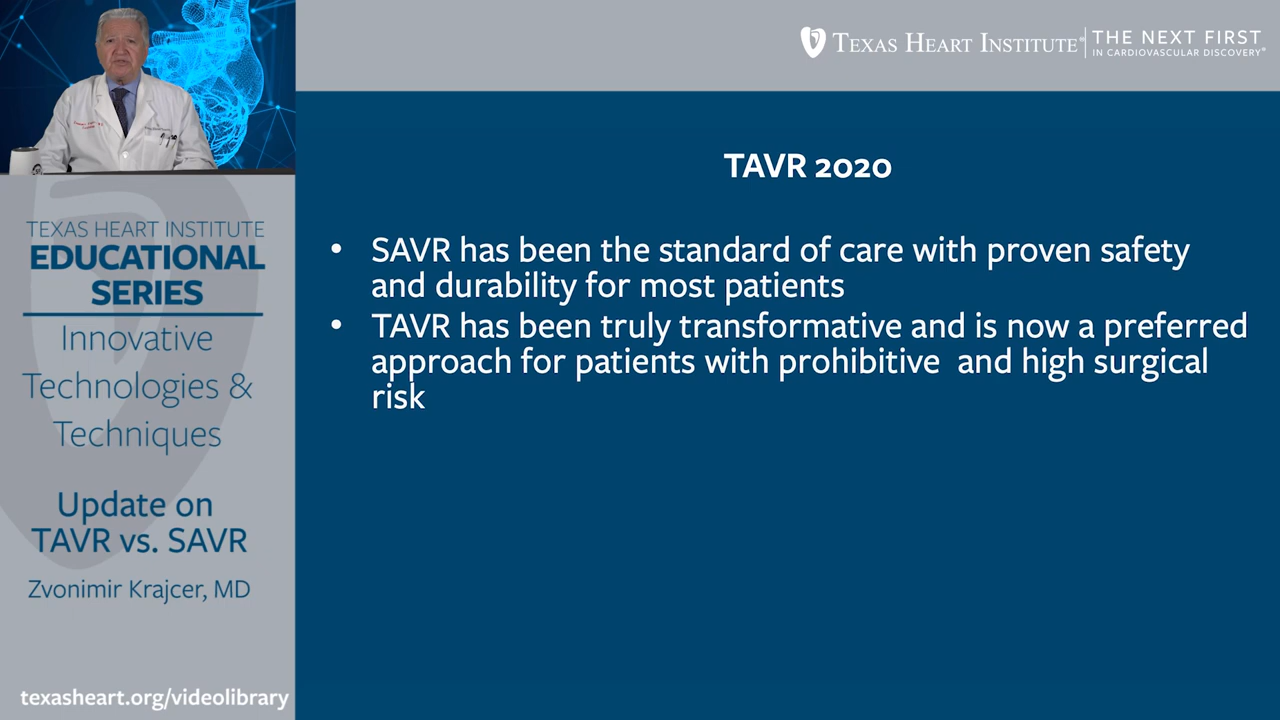 TEXAS HEART INSTITUTE® THE NEXT FIRST
IN CARDIOVASCULAR DISCOVERY®
TEXAS HEART INSTITUTE
EDUCATIONAL
SERIES
Innovative
Technologies &
Techniques
Update on
TAVR vs. SAVR
Zvonimir Krajcer, MD
texasheart.org/videolibrary
TAVR 2020
• SAVR has been the standard of care with proven safety
and durability for most patients
• TAVR has been truly transformative and is now a preferred
approach for patients with prohibitive  and high surgical
risk